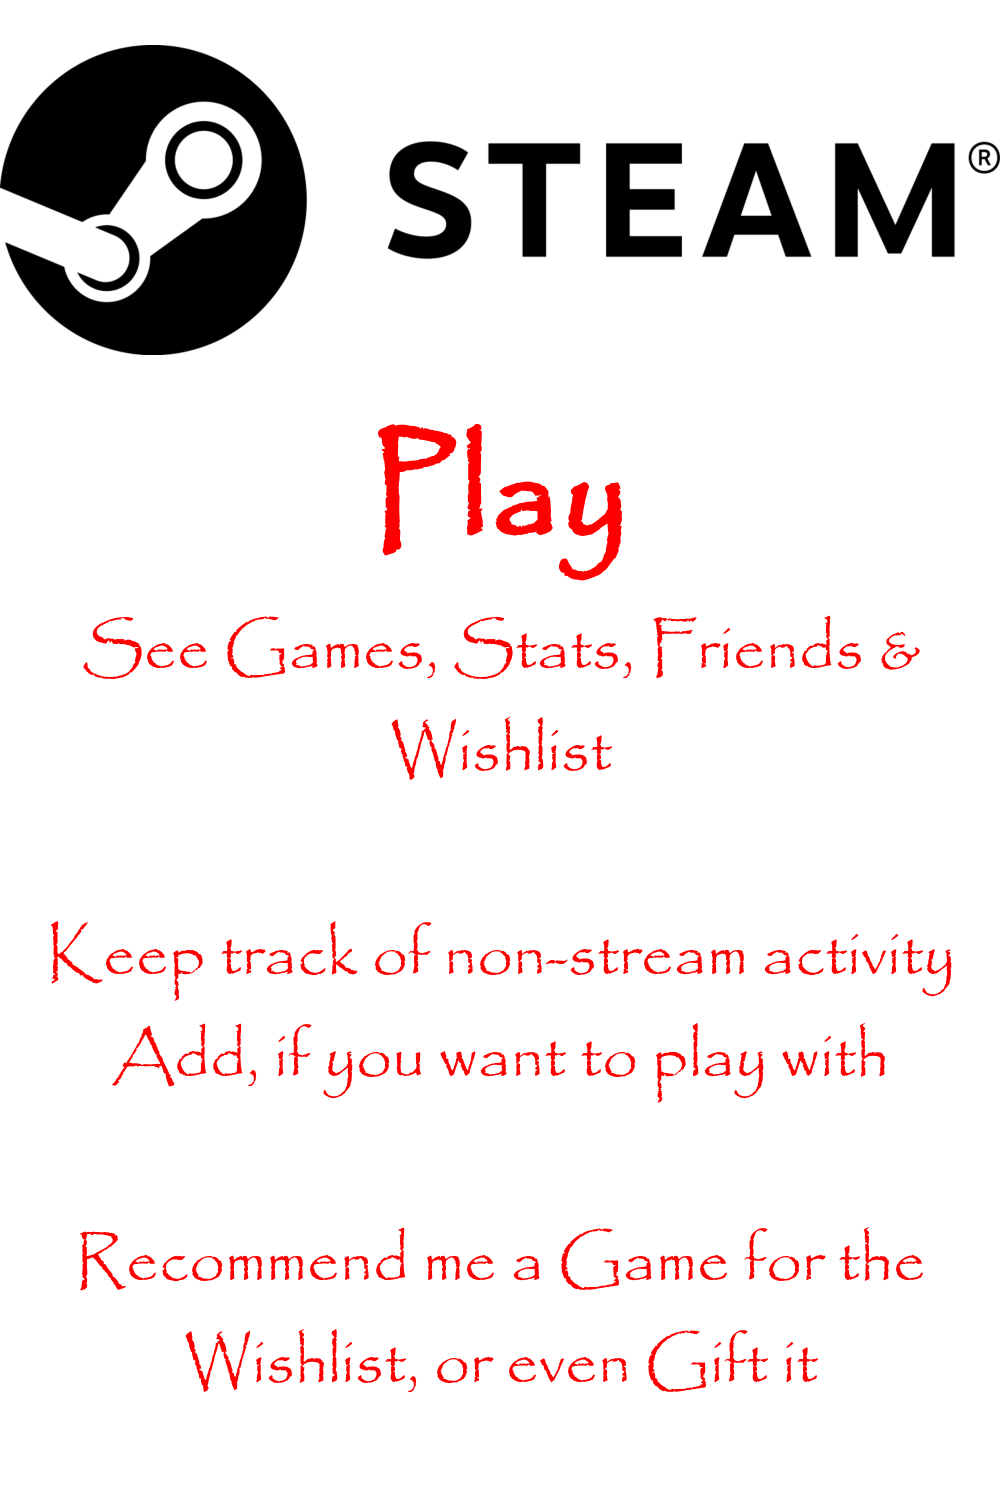 STEAM®
Play
See Games, Stats, Friends &
Wishlist
Keep track of non-stream activity
Add, if you want to play with
Recommend me a Game for the
Wishlist, or even Gift it